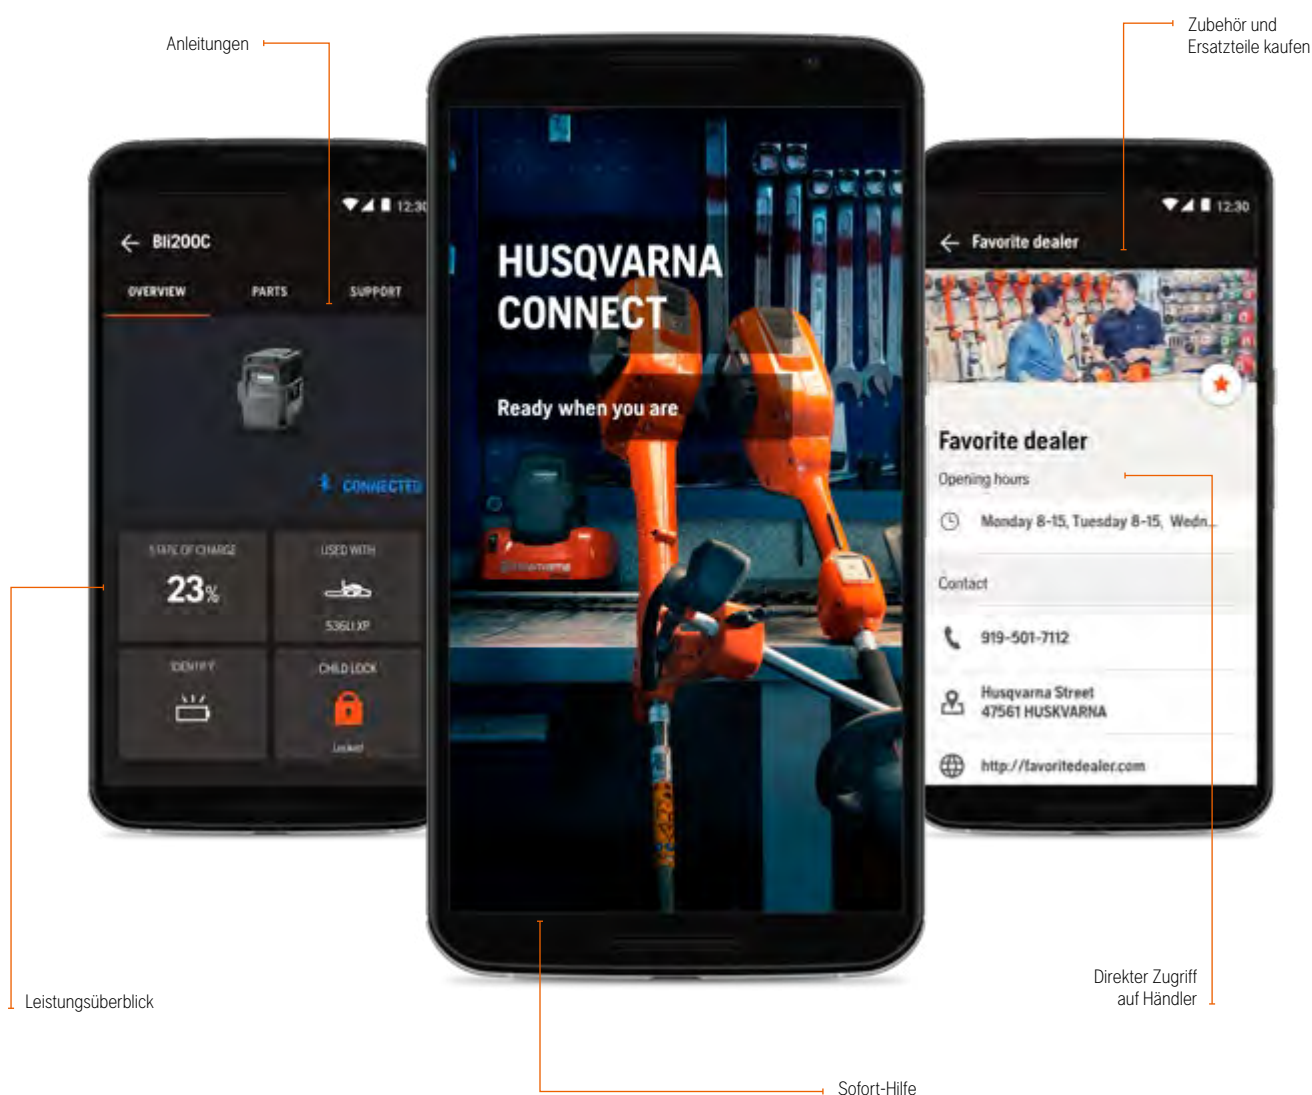 Anleitungen
Zubehör und
Ersatzteile kaufen
12:30
Bli200C
OVERVIEW PARTS SUPPORT
CONNECTED
STATE OF CHARGE
23%
USED WITH
536Li XP
IDENTIFY
CHILD LOCK
Locked
HUSQVARNA
CONNECT
Ready when you are
12:30
Favorite dealer
Favorite dealer
Opening hours
Monday 8-15, Tuesday 8-15, Wedn...
Contact
919-501-7112
Husqvarna Street
47561 HUSKVARNA
http://favoritedealer.com
Leistungsüberblick
Direkter Zugriff
auf Händler
Sofort-Hilfe